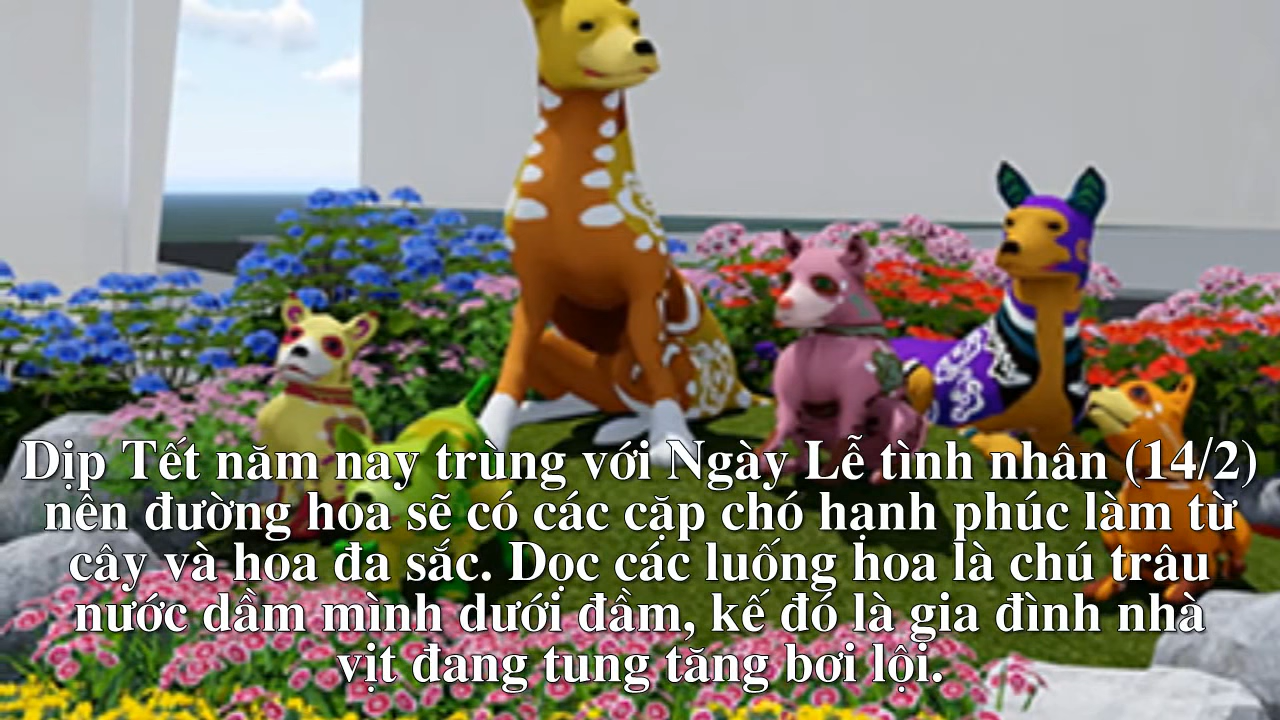 Dịp Tết năm nay trùng với Ngày Lễ tình nhân (14/2)
nên đường hoa sẽ có các cặp chó hạnh phúc làm từ
cây và hoa đa sắc. Dọc các luống hoa là chú trâu
nước dầm mình dưới đầm, kế đó là gia đình nhà
vịt đang tung tăng bơi lội.